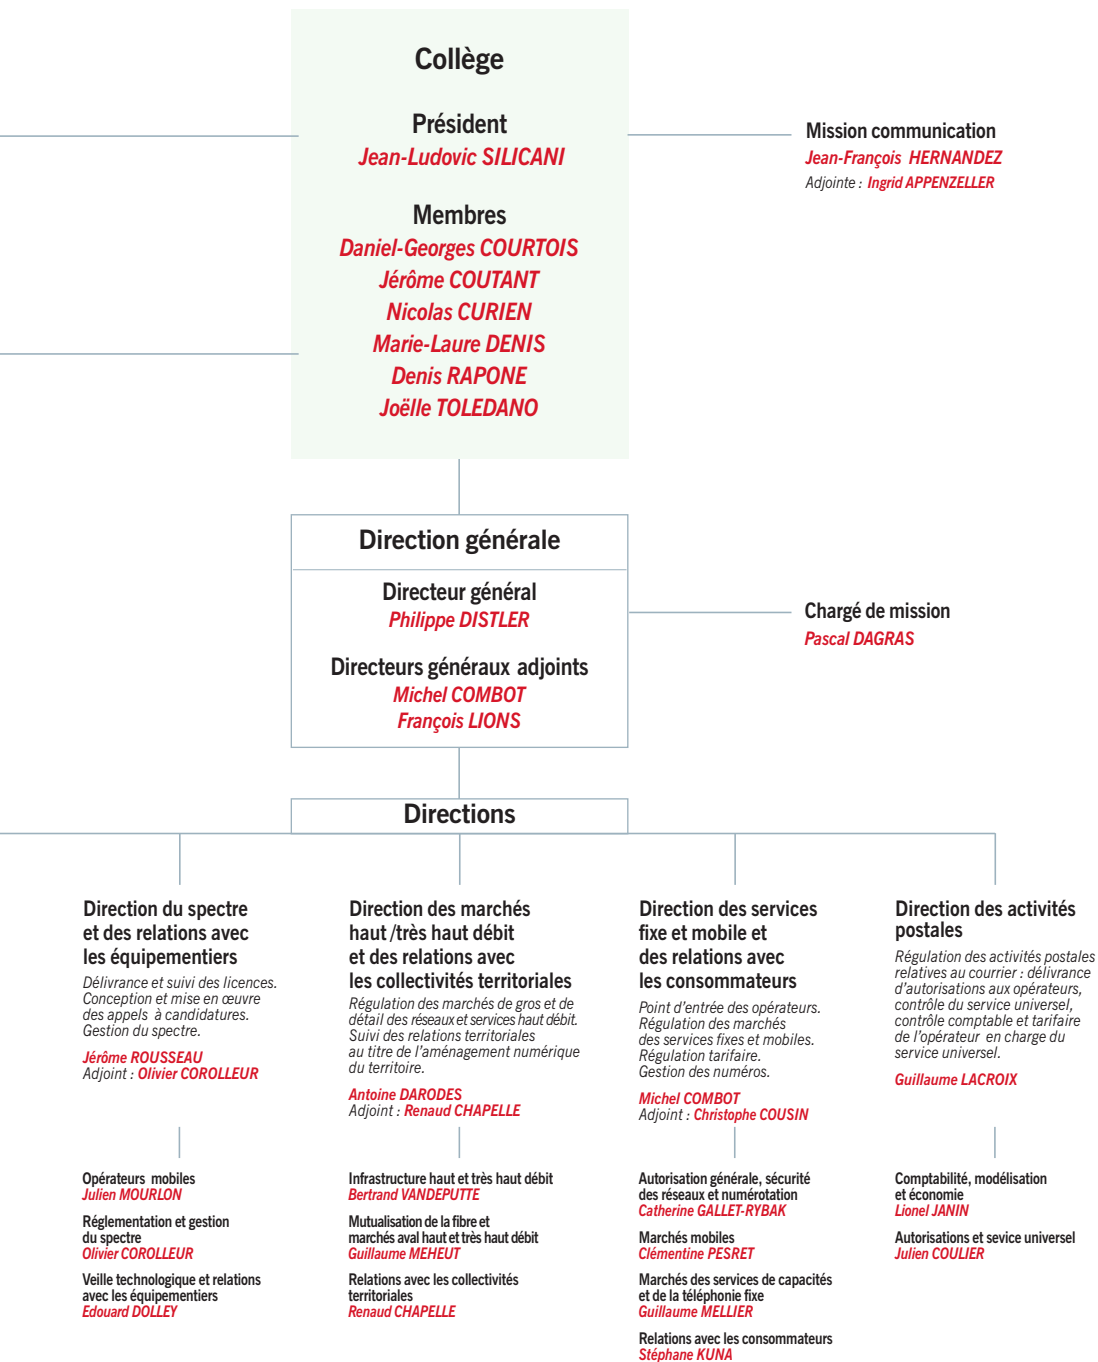 Collège
Président
Jean-Ludovic SILICANI
Membres
Daniel-Georges COURTOIS
Jérôme COUTANT
Nicolas CURIEN
Marie-Laure DENIS
Denis RAPONE
Joëlle TOLEDANO
Mission communication
Jean-François HERNANDEZ
Adjointe : Ingrid APPENZELLER
Direction générale
Directeur général
Philippe DISTLER
Directeurs généraux adjoints
Michel COMBOT
François LIONS
Chargé de mission
Pascal DAGRAS
Directions
Direction du spectre
et des relations avec
les équipementiers
Délivrance et suivi des licences.
Conception et mise en œuvre
des appels à candidatures.
Gestion du spectre.
Jérôme ROUSSEAU
Adjoint : Olivier COROLLEUR
Opérateurs mobiles
Julien MOURLON
Réglementation et gestion
du spectre
Olivier COROLLEUR
Veille technologique et relations
avec les équipementiers
Edouard DOLLEY
Direction des marchés
haut /très haut débit
et des relations avec
les collectivités territoriales
Régulation des marchés de gros et de
détail des réseaux et services haut débit.
Suivi des relations territoriales
au titre de l'aménagement numérique
du territoire.
Antoine DARODES
Adjoint : Renaud CHAPELLE
Infrastructure haut et très haut débit
Bertrand VANDEPUTTE
Mutualisation de la fibre et
marchés aval haut et très haut débit
Guillaume MEHEUT
Relations avec les collectivités
territoriales
Renaud CHAPELLE
Direction des services
fixe et mobile et
des relations avec
les consommateurs
Point d'entrée des opérateurs.
Régulation des marchés
des services fixes et mobiles.
Régulation tarifaire.
Gestion des numéros.
Michel COMBOT
Adjoint : Christophe COUSIN
Autorisation générale, sécurité
des réseaux et numérotation
Catherine GALLET-RYBAK
Marchés mobiles
Clémentine PESRET
Marchés des services de capacités
et de la téléphonie fixe
Guillaume MELLIER
Relations avec les consommateurs
Stéphane KUNA
Direction des activités
postales
Régulation des activités postales
relatives au courrier : délivrance
d'autorisations aux opérateurs,
contrôle du service universel,
contrôle comptable et tarifaire
de l'opérateur en charge du
service universel.
Guillaume LACROIX
Comptabilité, modélisation
et économie
Lionel JANIN
Autorisations et sevice universel
Julien COULIER